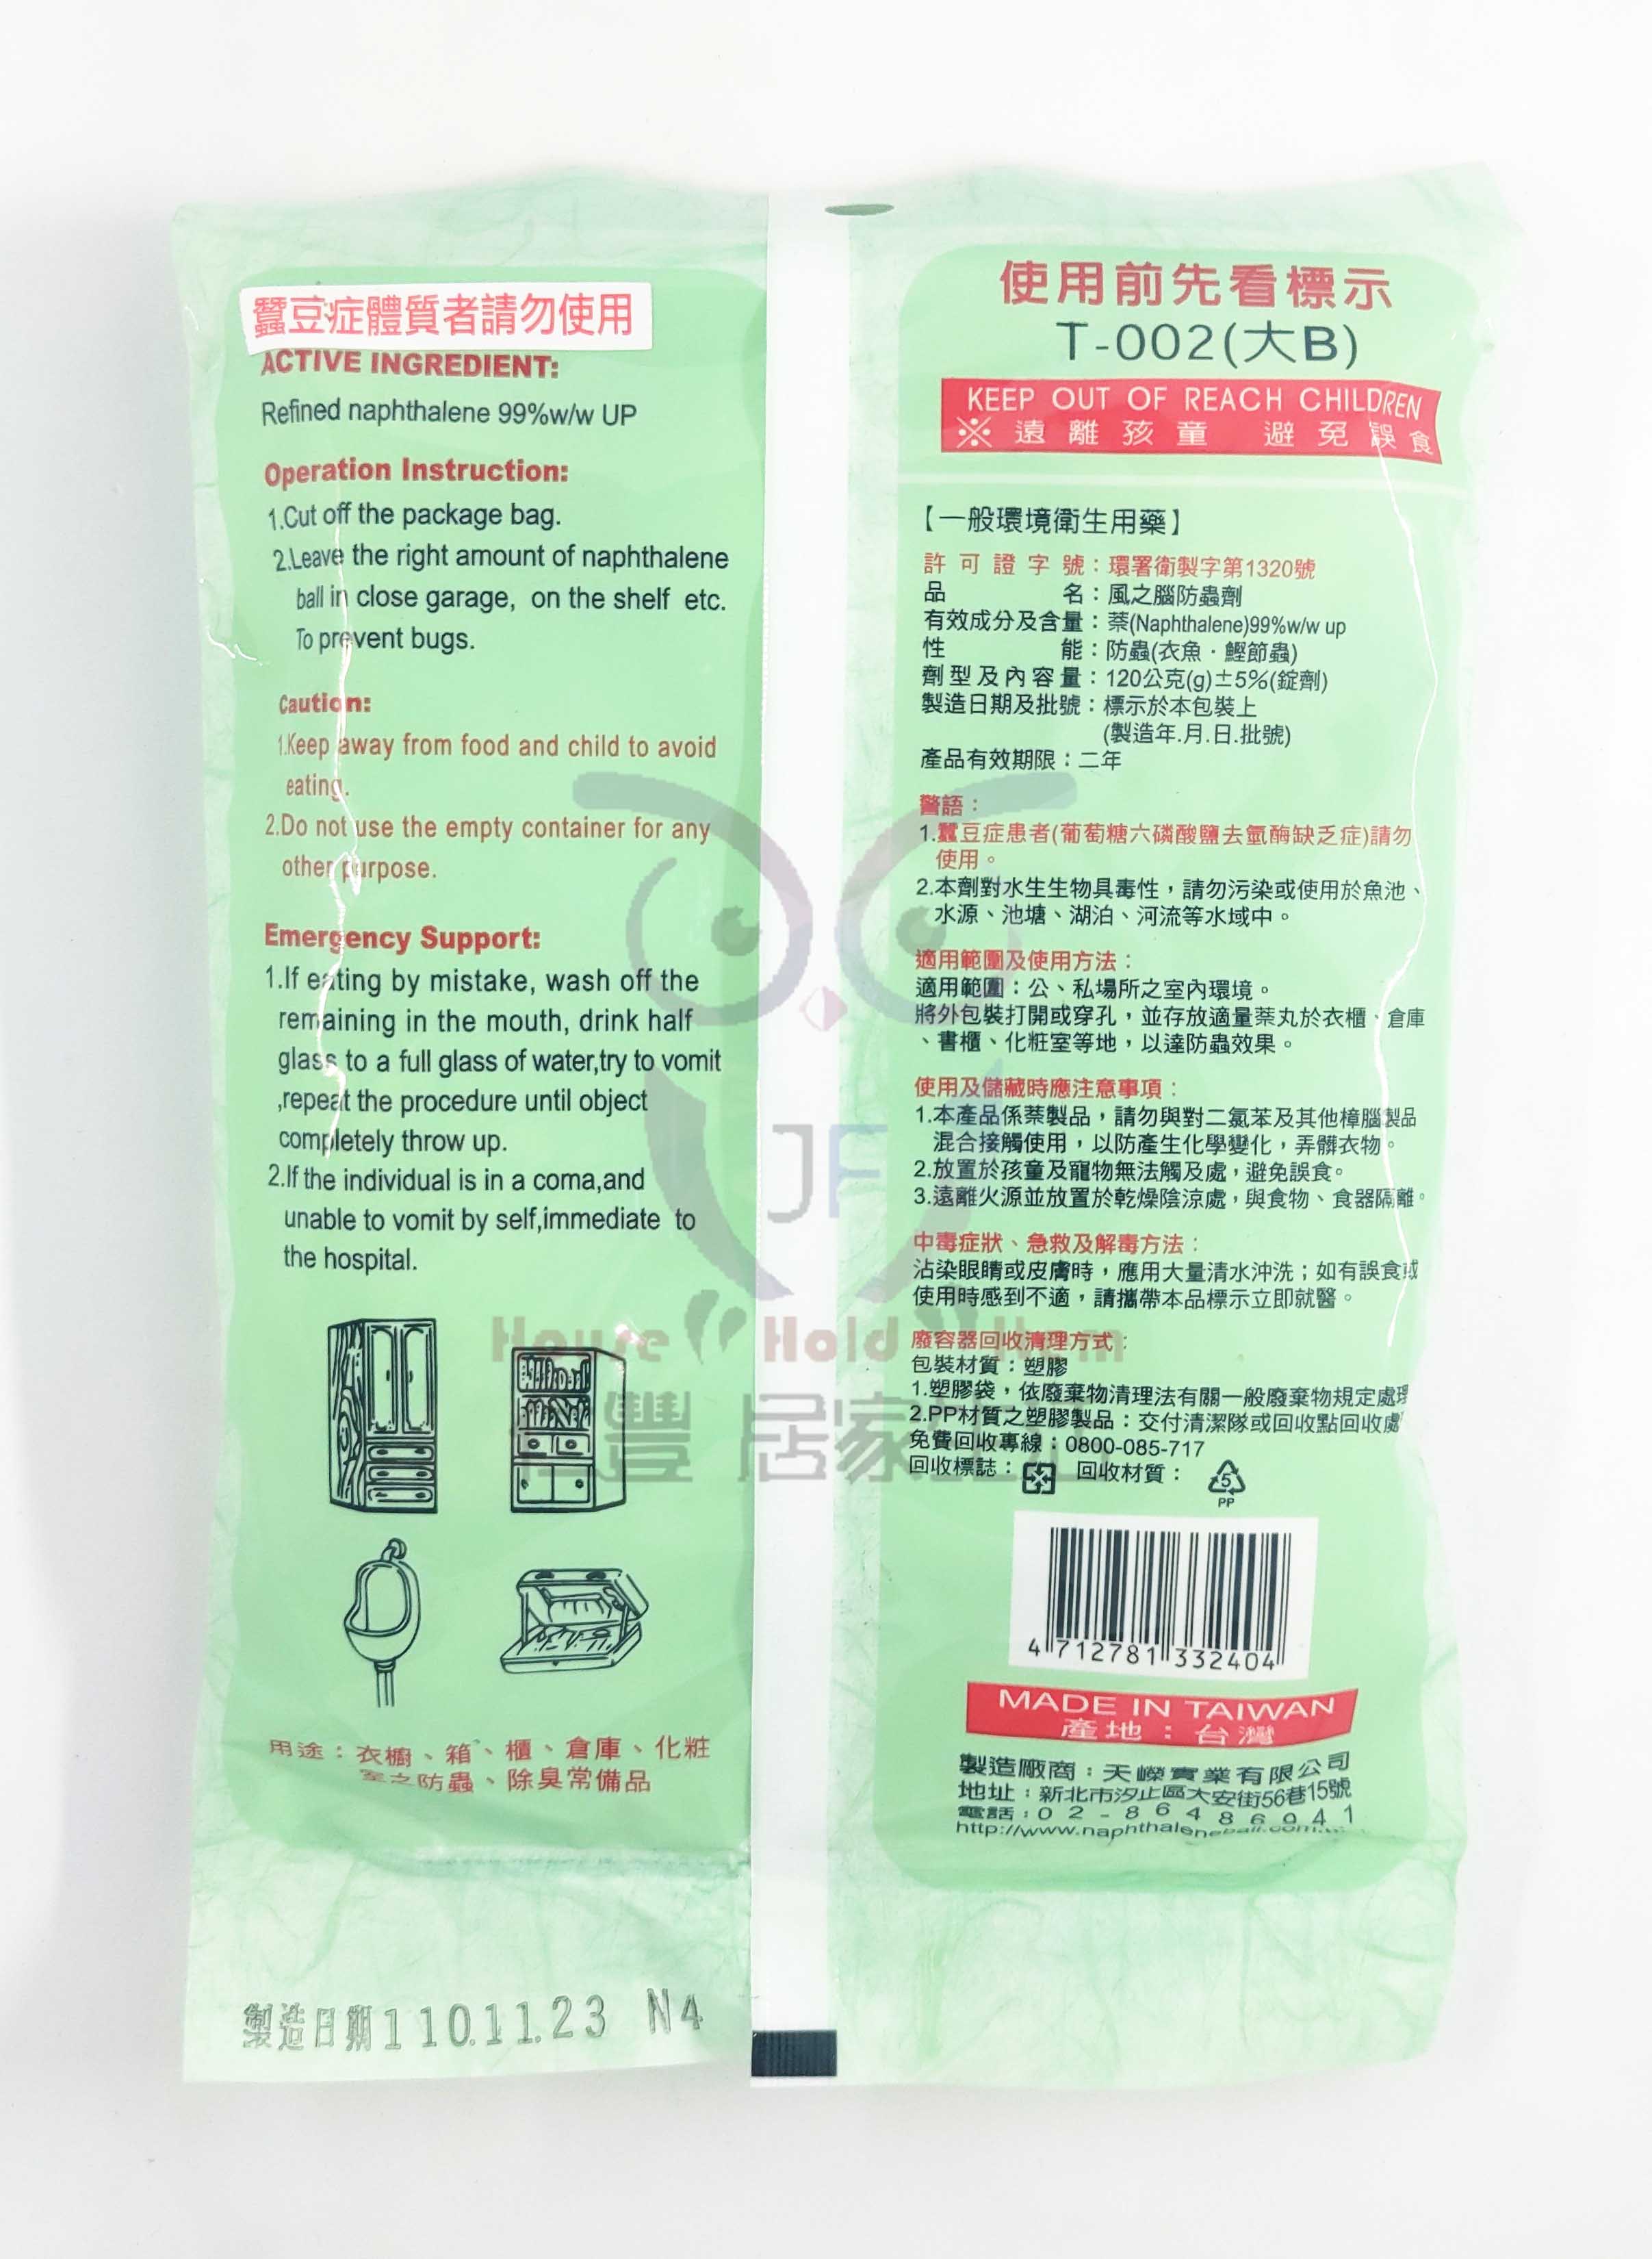 蠶豆症體質者請勿使用
ACTIVE INGREDIENT:
Refined naphthalene 99%w/w UP
Operation Instruction:
1.Cut off the package bag.
2.Leave the right amount of naphthalene
ball in close garage, on the shelf etc.
To prevent bugs.
Caution:
1.Keep away from food and child to avoid
eating.
2.Do not use the empty container for any
other purpose.
Emergency Support:
1.If eating by mistake, wash off the
remaining in the mouth, drink half
glass to a full glass of water,try to vomit
,repeat the procedure until object
completely throw up.
2.If the individual is in a coma,and
unable to vomit by self,immediate to
the hospital.
用途：衣櫥、箱、櫃、倉庫、化粧
室之防蟲、除臭常備品
製造日期110.11.23 N4
使用前先看標示
T-002(大B)
KEEP OUT OF REACH CHILDREN
※遠離孩童 避免誤食
【一般環境衛生用藥】
許可證字號：環署衛製字第1320號
品名：風之腦防蟲劑
有效成分及含量：萘(Naphthalene)99%w/w up
性能：防蟲(衣魚．鰹節蟲)
劑型及內容量：120公克(g)±5%(錠劑)
製造日期及批號：標示於本包裝上
(製造年.月.日.批號)
產品有效期限：二年
警語：
1.蠶豆症患者(葡萄糖六磷酸鹽去氫酶缺乏症)請勿
使用。
2.本劑對水生生物具毒性，請勿污染或使用於魚池、
水源、池塘、湖泊、河流等水域中。
適用範圍及使用方法：
適用範圍：公、私場所之室內環境。
將外包裝打開或穿孔，並存放適量萘丸於衣櫃、倉庫
、書櫃、化粧室等地，以達防蟲效果。
使用及儲藏時應注意事項：
1.本產品係萘製品，請勿與對二氯苯及其他樟腦製品
混合接觸使用，以防產生化學變化，弄髒衣物。
2.放置於孩童及寵物無法觸及處，避免誤食。
3.遠離火源並放置於乾燥陰涼處，與食物、食器隔離。
中毒症狀、急救及解毒方法：
沾染眼睛或皮膚時，應用大量清水沖洗；如有誤食或
使用時感到不適，請攜帶本品標示立即就醫。
廢容器回收清理方式：
包裝材質：塑膠
1.塑膠袋，依廢棄物清理法有關一般廢棄物規定處理
2.PP材質之塑膠製品：交付清潔隊或回收點回收處
免費回收專線：0800-085-717
回收標誌： 回收材質：
5
PP
4 712781 332404
MADE IN TAIWAN
產地：台灣
製造廠商：天嶸實業有限公司
地址：新北市汐止區大安街56巷15號
電話：02-86486941
http://www.naphthaleneball.com
JF
House Hold Item
豐 居家